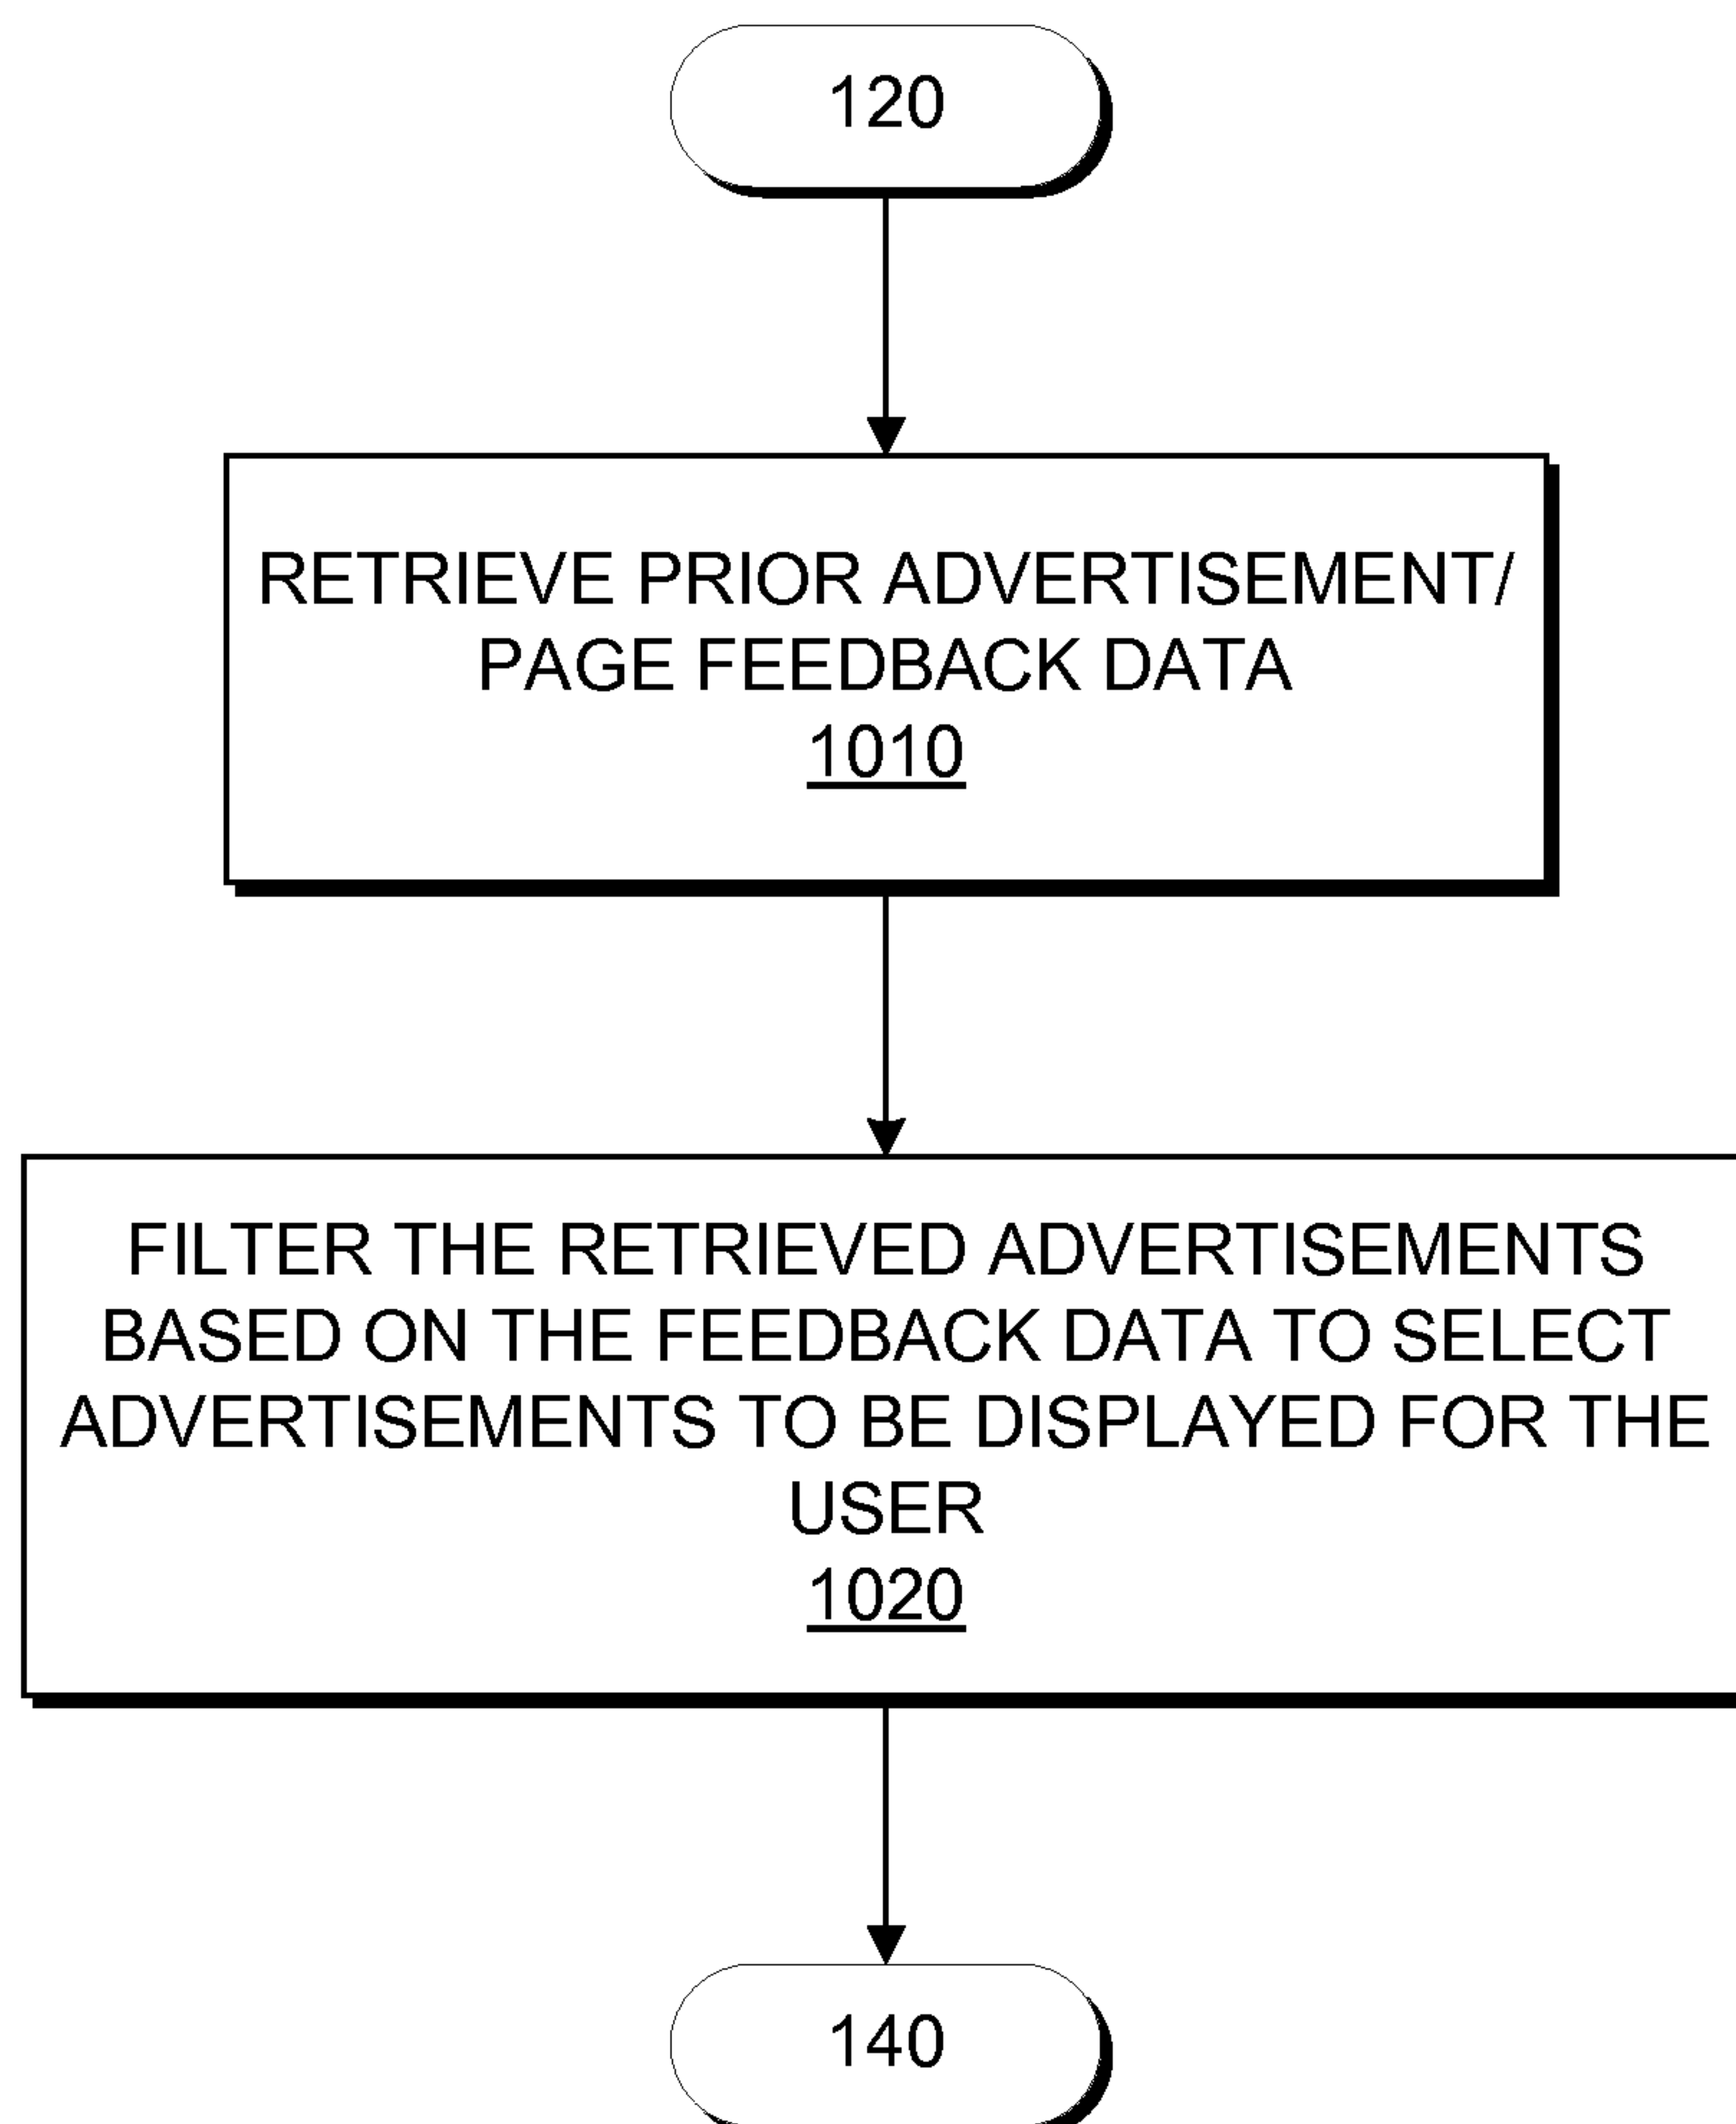 120
RETRIEVE PRIOR ADVERTISEMENT/
PAGE FEEDBACK DATA
1010
FILTER THE RETRIEVED ADVERTISEMENTS
BASED ON THE FEEDBACK DATA TO SELECT
ADVERTISEMENTS TO BE DISPLAYED FOR THE
USER
1020
140